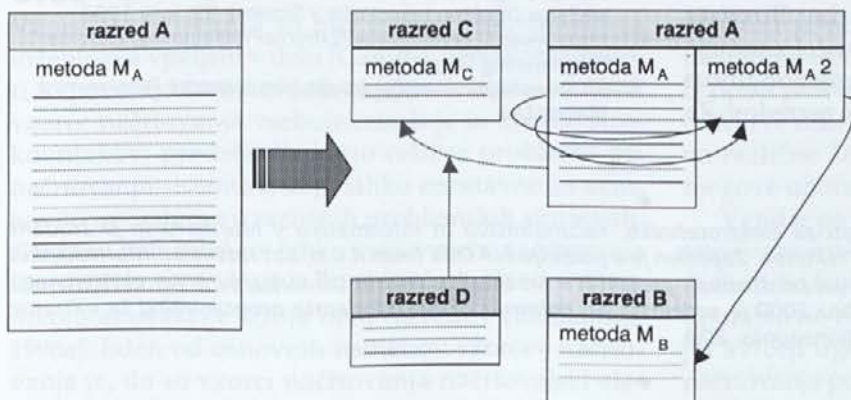 razred A
metoda M_A
razred C
metoda M_C
razred A
metoda M_A metoda M_A 2
razred D
razred B
metoda M_B